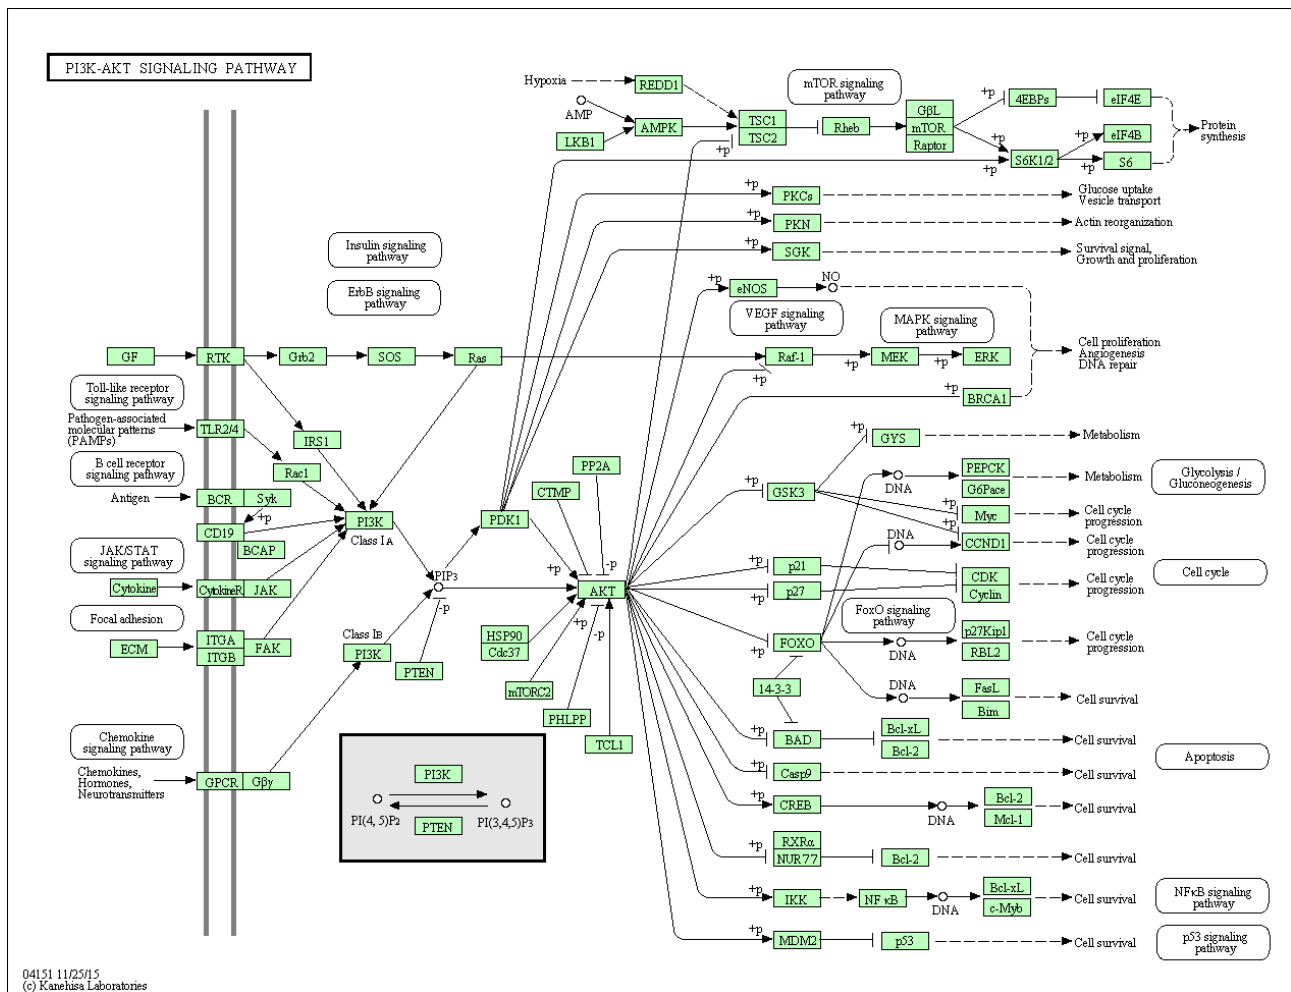 PI3K-AKT SIGNALING PATHWAY
Hypoxia
REDD1
AMP
LKB1
AMPK
TSC1
TSC2
+p
Rheb
mTOR signaling
pathway
GβL
mTOR
Raptor
+p
4EBPs
eIF4E
+p
S6K1/2
+p
+p
eIF4B
+p
S6
Protein
synthesis
+p
PKCs
Glucose uptake
Vesicle transport
+p
PKN
Actin reorganization
+p
SGK
Survival signal,
Growth and proliferation
Insulin signaling
pathway
ErbB signaling
pathway
+p
eNOS
NO
VEGF signaling
pathway
MAPK signaling
pathway
GF
RTK
Grb2
SOS
Ras
Raf-1
+p
+p
MEK
+p
ERK
Cell proliferation
Angiogenesis
DNA repair
+p
BRCA1
Toll-like receptor
signaling pathway
Pathogen-associated
molecular patterns
(PAMPs)
TLR2/4
IRS1
Rac1
B cell receptor
signaling pathway
Antigen
BCR
Syk
+p
CD19
BCAP
PI3K
Class IA
JAK/STAT
signaling pathway
Cytokine
CytokineR
JAK
Focal adhesion
ECM
ITGA
ITGB
FAK
Class IB
PI3K
PIP3
-p
PTEN
PDK1
CTMP
PP2A
+p
-p
AKT
HSP90
Cdc37
+p
-p
mTORC2
PHLPP
TCL1
Chemokine
signaling pathway
Chemokines,
Hormones,
Neurotransmitters
GPCR
Gβγ
PI3K
PI(4,5)P2
PI(3,4,5)P3
PTEN
+p
GYS
Metabolism
+p
GSK3
DNA
PEPCK
G6Pace
Metabolism
Glycolysis /
Gluconeogenesis
+p
Myc
Cell cycle
progression
DNA
+p
CCND1
Cell cycle
progression
+p
p21
+p
p27
CDK
Cyclin
Cell cycle
progression
Cell cycle
FoxO signaling
pathway
+p
FOXO
DNA
p27Kip1
RBL2
Cell cycle
progression
14-3-3
DNA
FasL
Bim
Cell survival
+p
BAD
Bcl-xL
Bcl-2
Cell survival
Apoptosis
+p
Casp9
Cell survival
+p
CREB
DNA
Bcl-2
Mcl-1
Cell survival
+p
RXRα
NUR77
Bcl-2
Cell survival
+p
IKK
NFκB
DNA
Bcl-xL
c-Myb
Cell survival
NFκB signaling
pathway
+p
MDM2
p53
Cell survival
p53 signaling
pathway
04151 11/25/15
(c) Kanehisa Laboratories